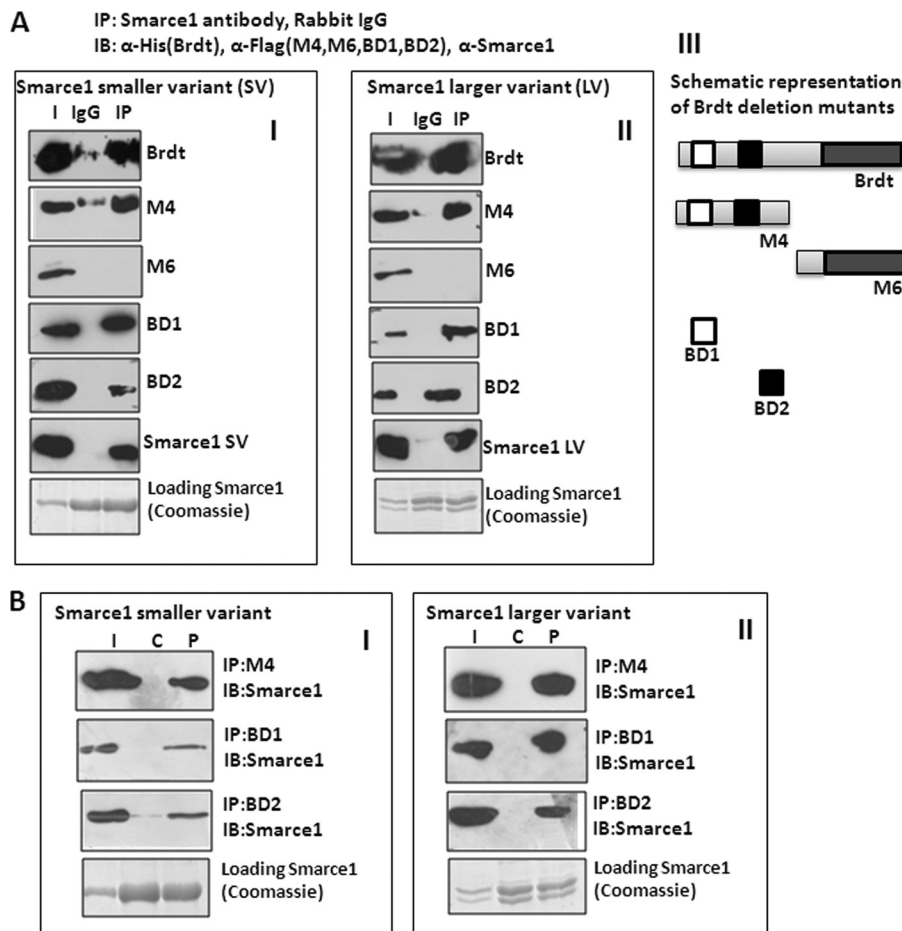 A
IP: Smarce1 antibody, Rabbit IgG
IB: α-His(Brdt), α-Flag(M4,M6,BD1,BD2), α-Smarce1
Smarce1 smaller variant (SV)
I IgG IP
I
Brdt
M4
M6
BD1
BD2
Smarce1 SV
Loading Smarce1
(Coomassie)
Smarce1 larger variant (LV)
I IgG IP
II
Brdt
M4
M6
BD1
BD2
Smarce1 LV
Loading Smarce1
(Coomassie)
III
Schematic representation
of Brdt deletion mutants
Brdt
M4
M6
BD1
BD2
B
Smarce1 smaller variant
I C P
I
IP:M4
IB:Smarce1
IP:BD1
IB:Smarce1
IP:BD2
IB:Smarce1
Loading Smarce1
(Coomassie)
Smarce1 larger variant
I C P
II
IP:M4
IB:Smarce1
IP:BD1
IB:Smarce1
IP:BD2
IB:Smarce1
Loading Smarce1
(Coomassie)